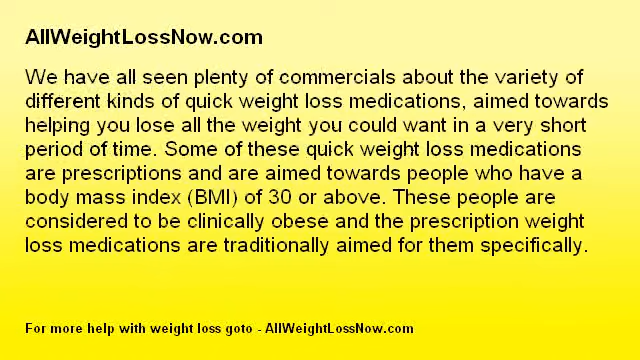 AllWeightLossNow.com
We have all seen plenty of commercials about the variety of
different kinds of quick weight loss medications, aimed towards
helping you lose all the weight you could want in a very short
period of time. Some of these quick weight loss medications
are prescriptions and are aimed towards people who have a
body mass index (BMI) of 30 or above. These people are
considered to be clinically obese and the prescription weight
loss medications are traditionally aimed for them specifically.
For more help with weight loss goto - AllWeightLossNow.com